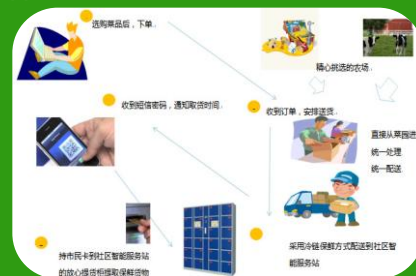 选购菜品后，下单.
精心挑选的农场.
收到短信密码，通知取货时间.
收到订单，安排送货.
直接从菜园进
统一处理.
统一配送.
采用冷链保鲜方式配送到社区智
能服务站
持市民卡到社区智能服务站
的放心提货柜提取保鲜货物